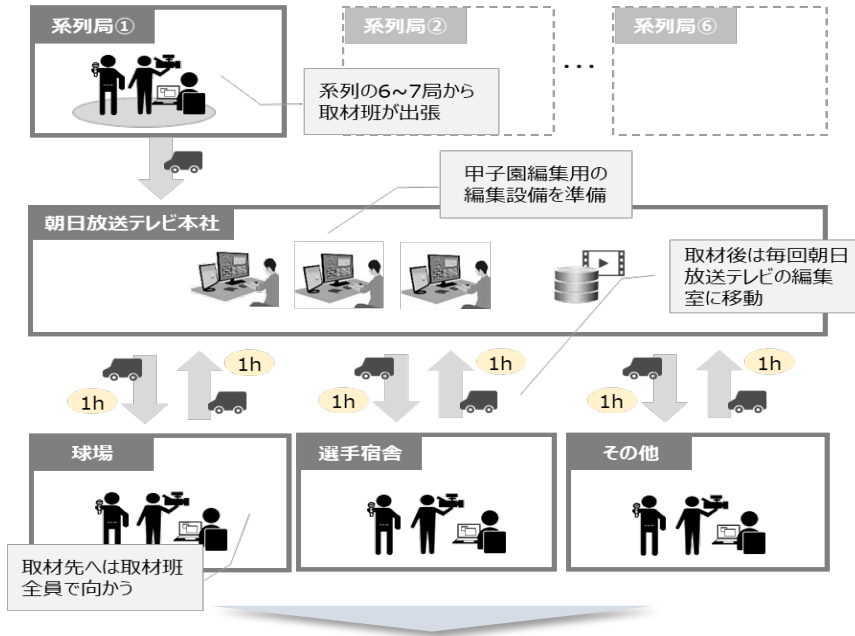 系列局①
系列局②
・・・
系列局⑥
系列の6~7局から
取材班が出張
甲子園編集用の
編集設備を準備
朝日放送テレビ本社
取材後は毎回朝日
放送テレビの編集
室に移動
1h
1h
1h
1h
1h
1h
球場
選手宿舎
その他
取材先へは取材班
全員で向かう